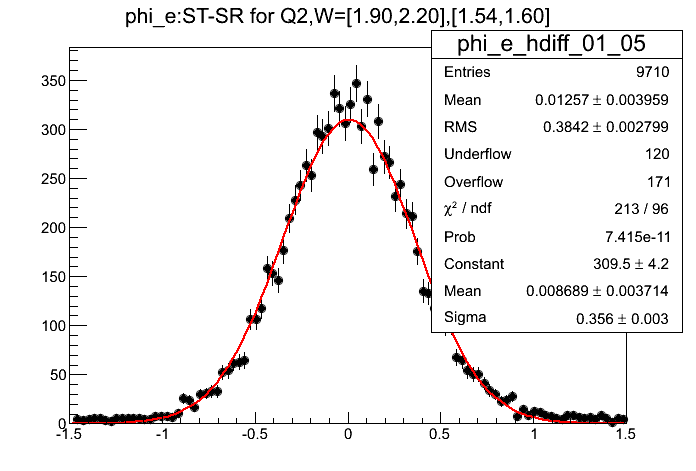 phi_e:ST-SR for Q2,W=[1.90,2.20],[1.54,1.60]
phi_e_hdiff_01_05
Entries 9710
Mean 0.01257 ± 0.003959
RMS 0.3842 ± 0.002799
Underflow 120
Overflow 171
χ² / ndf 213 / 96
Prob 7.415e-11
Constant 309.5 ± 4.2
Mean 0.008689 ± 0.003714
Sigma 0.356 ± 0.003
350
300
250
200
150
100
50
0
-1.5 -1 -0.5 0 0.5 1 1.5